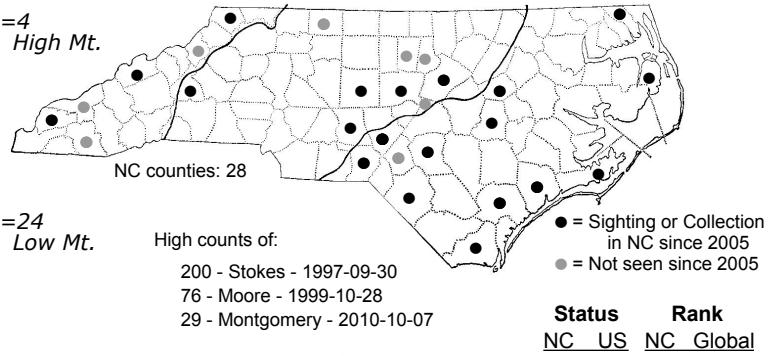 =4
High Mt.
NC counties: 28
=24
Low Mt.
High counts of:
200 - Stokes - 1997-09-30
76 - Moore - 1999-10-28
29 - Montgomery - 2010-10-07
= Sighting or Collection
in NC since 2005
= Not seen since 2005
Status Rank
NC US NC Global